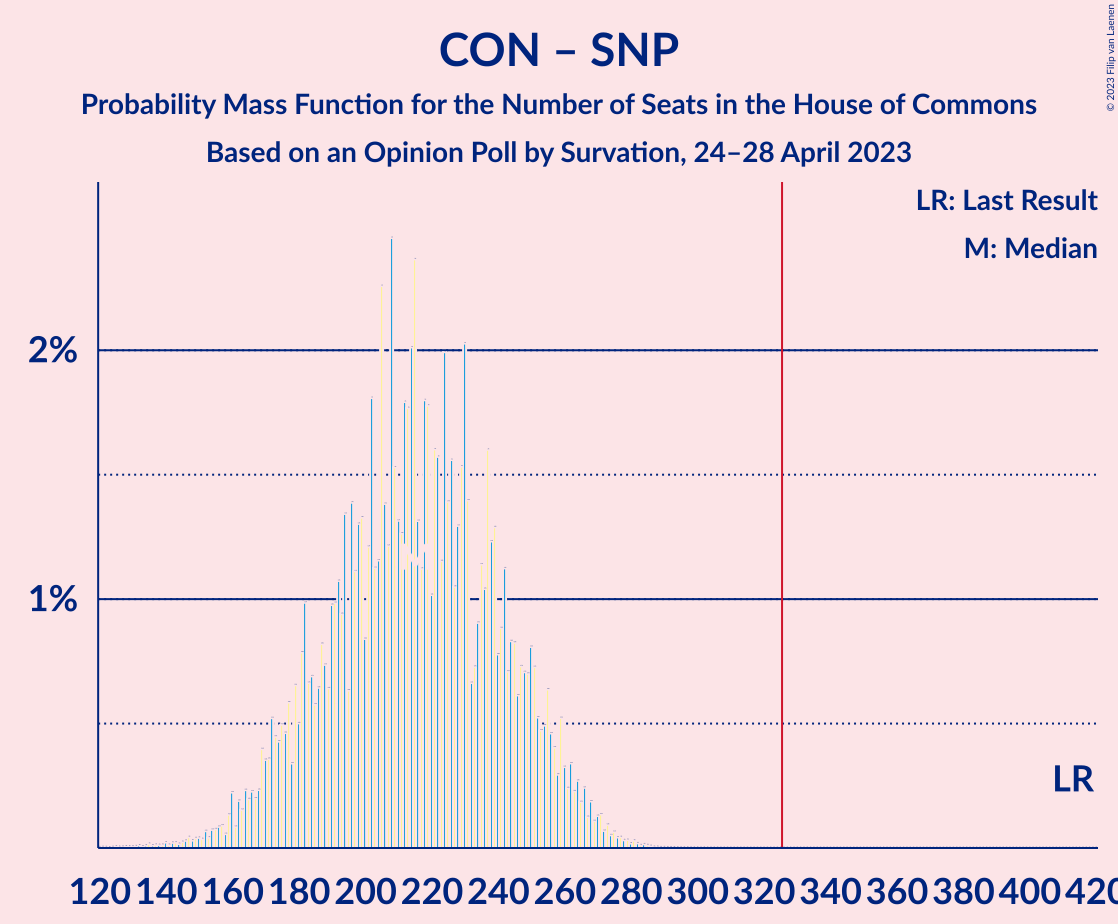 CON – SNP
Probability Mass Function for the Number of Seats in the House of Commons
Based on an Opinion Poll by Survation, 24–28 April 2023
© 2023 Filip van Laenen
LR: Last Result
M: Median
2%
1%
M
LR
120 140 160 180 200 220 240 260 280 300 320 340 360 380 400 420